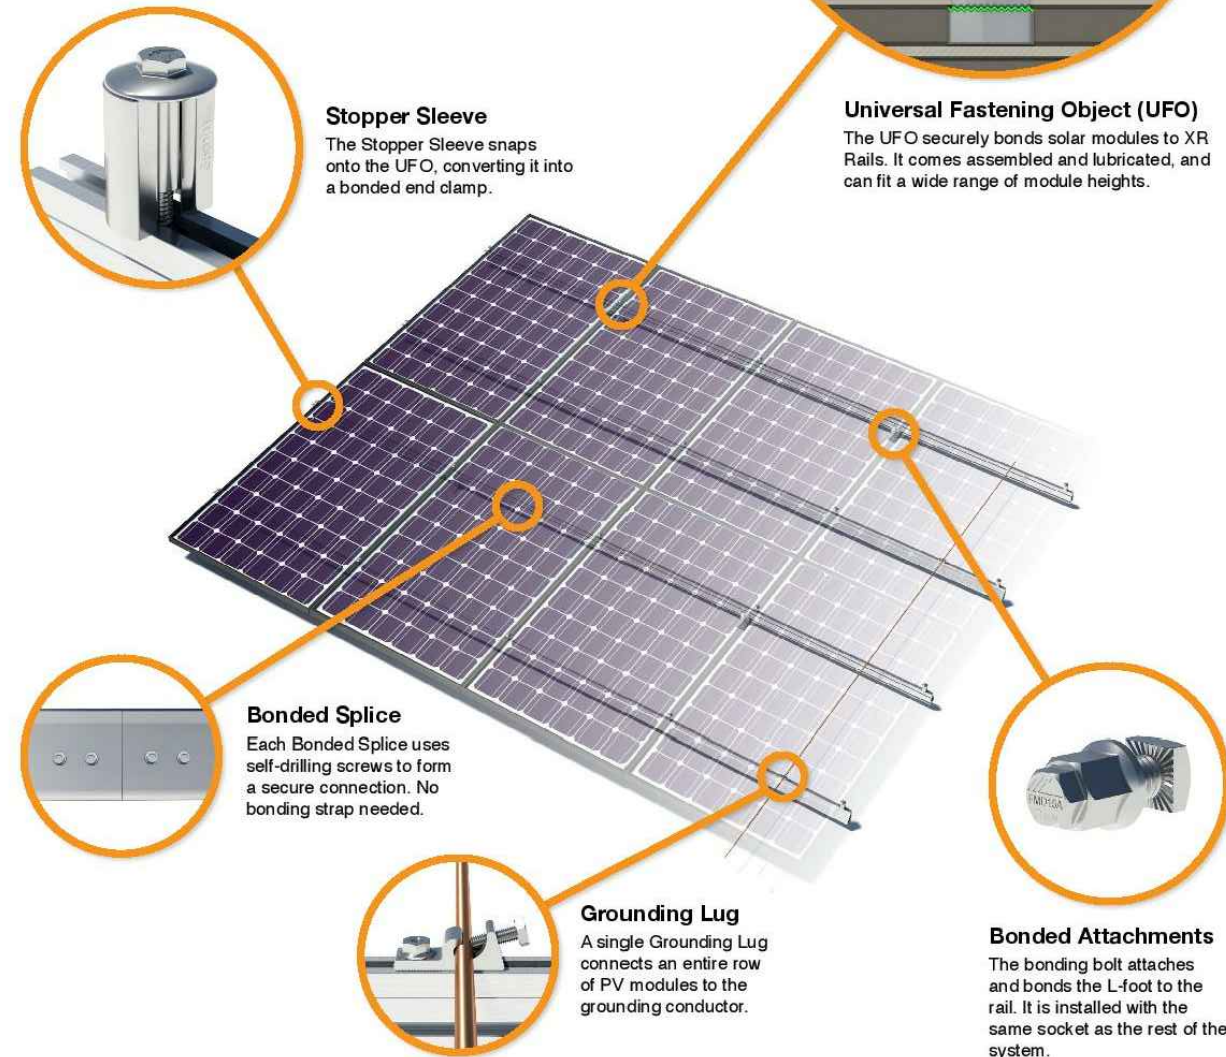 Stopper Sleeve
The Stopper Sleeve snaps
onto the UFO, converting it into
a bonded end clamp.
Universal Fastening Object (UFO)
The UFO securely bonds solar modules to XR
Rails. It comes assembled and lubricated, and
can fit a wide range of module heights.
Bonded Splice
Each Bonded Splice uses
self-drilling screws to form
a secure connection. No
bonding strap needed.
Grounding Lug
A single Grounding Lug
connects an entire row
of PV modules to the
grounding conductor.
Bonded Attachments
The bonding bolt attaches
and bonds the L-foot to the
rail. It is installed with the
same socket as the rest of the
system.